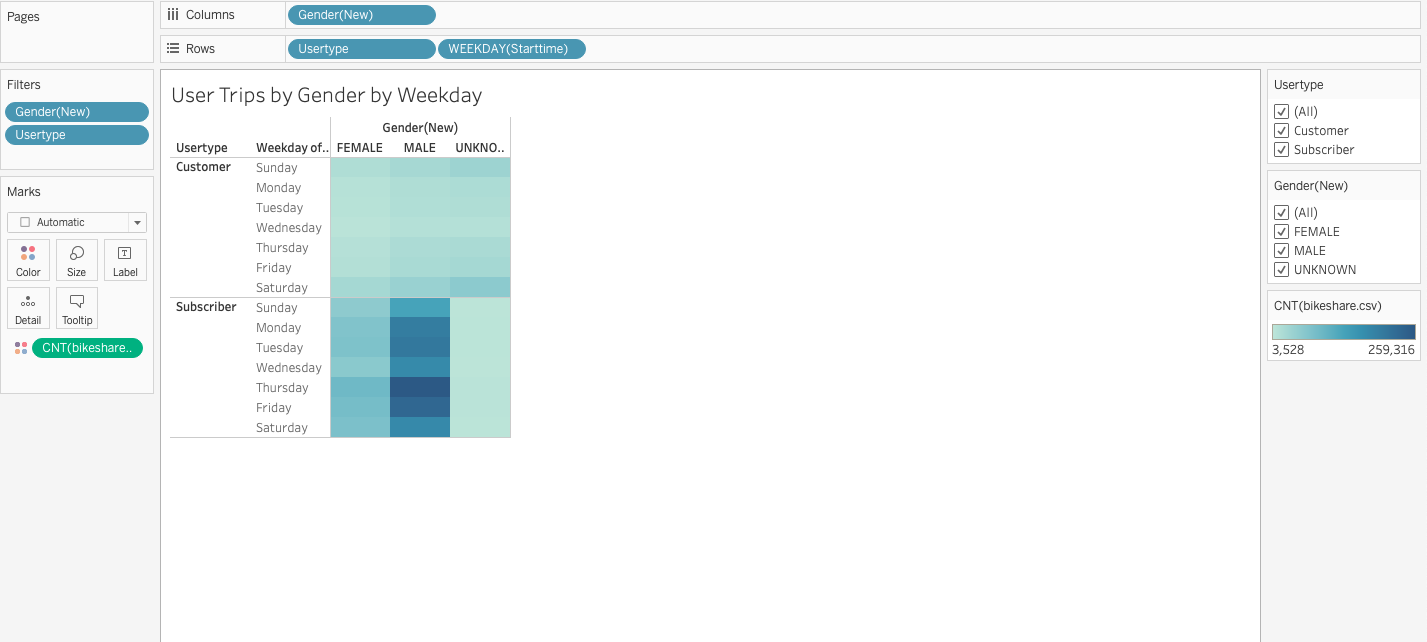 Pages
Columns Gender(New)
Rows Usertype WEEKDAY(Starttime)
Filters
Gender(New)
Usertype
Marks
Automatic
Color Size Label
Detail Tooltip
CNT(bikeshare..
User Trips by Gender by Weekday
Gender(New)
Usertype Weekday of.. FEMALE MALE UNKNO..
Customer Sunday
Monday
Tuesday
Wednesday
Thursday
Friday
Saturday
Subscriber Sunday
Monday
Tuesday
Wednesday
Thursday
Friday
Saturday
Usertype
(All)
Customer
Subscriber
Gender(New)
(All)
FEMALE
MALE
UNKNOWN
CNT(bikeshare.csv)
3,528 259,316